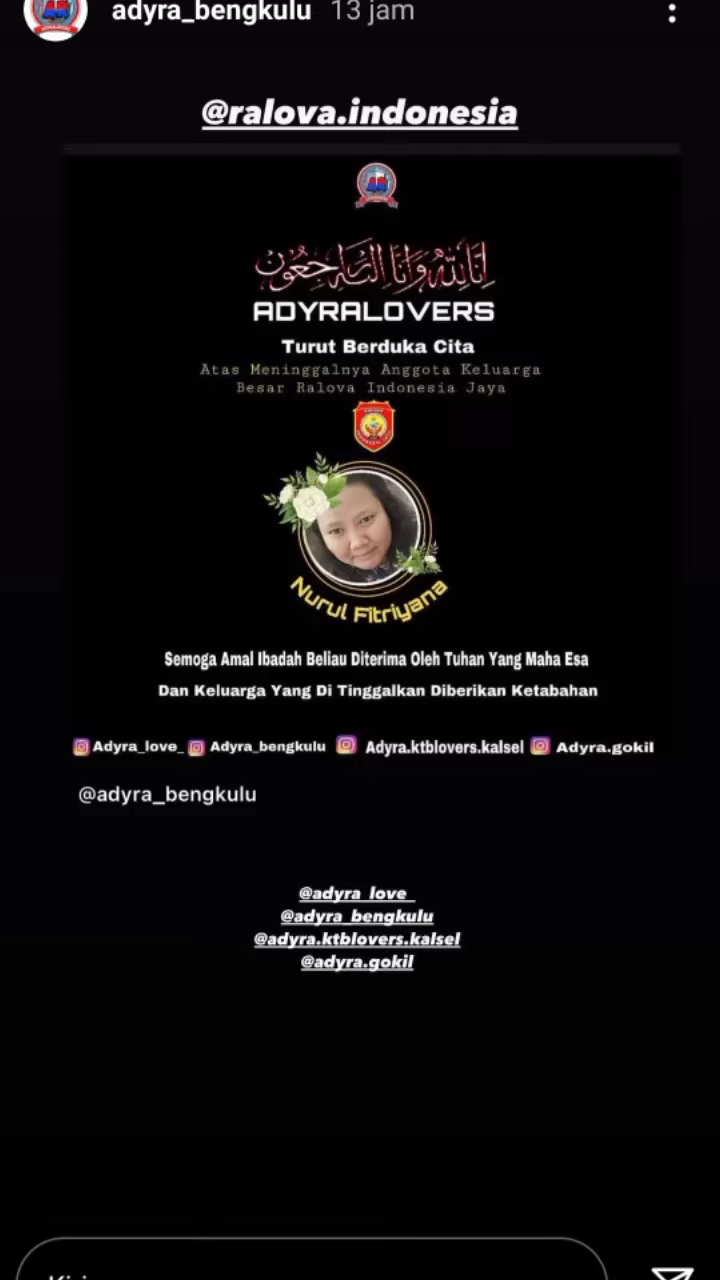 adyra_bengkulu 13 jam
@ralova.indonesia
إنا لله وإنا إليه راجعون
ADYRALOVERS
Turut Berduka Cita
Atas Meninggalnya Anggota Keluarga
Besar Ralova Indonesia Jaya
Nurul Fitriyana
Semoga Amal Ibadah Beliau Diterima Oleh Tuhan Yang Maha Esa
Dan Keluarga Yang Di Tinggalkan Diberikan Ketabahan
Adyra_love_ Adyra_bengkulu Adyra.ktblovers.kalsel Adyra.gokil
@adyra_bengkulu
@adyra_love_
@adyra_bengkulu
@adyra.ktblovers.kalsel
@adyra.gokil